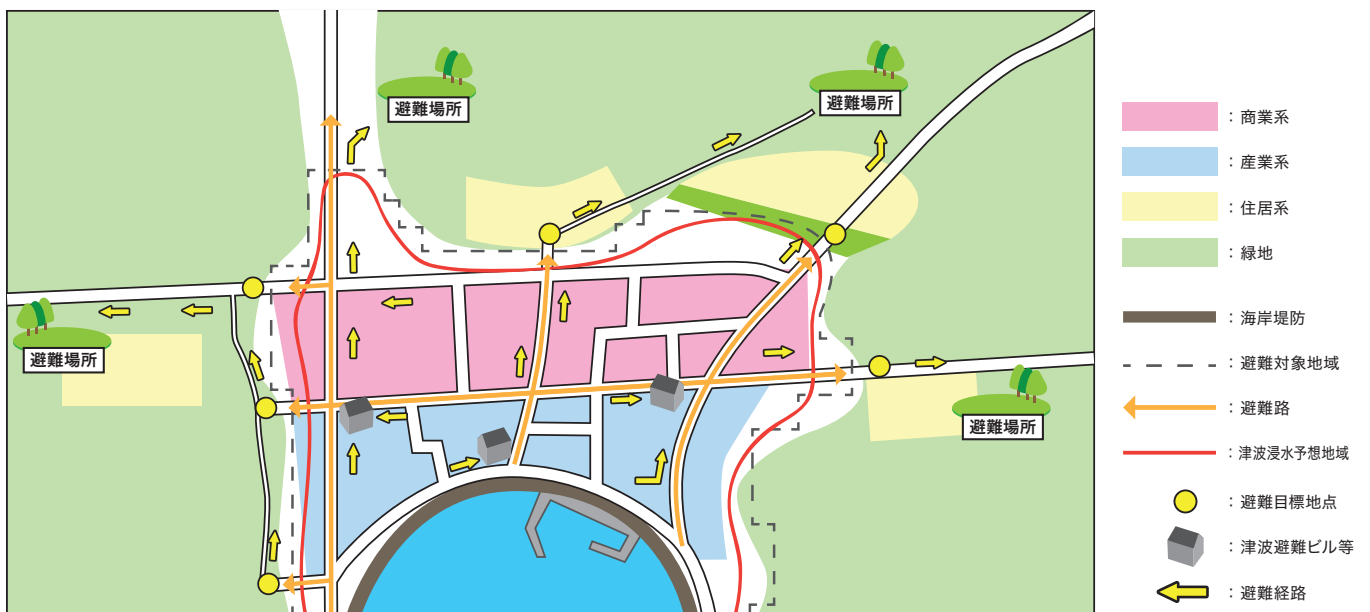 避難場所
避難場所
避難場所
避難場所
：商業系
：産業系
：住居系
：緑地
：海岸堤防
：避難対象地域
：避難路
：津波浸水予想地域
：避難目標地点
：津波避難ビル等
：避難経路